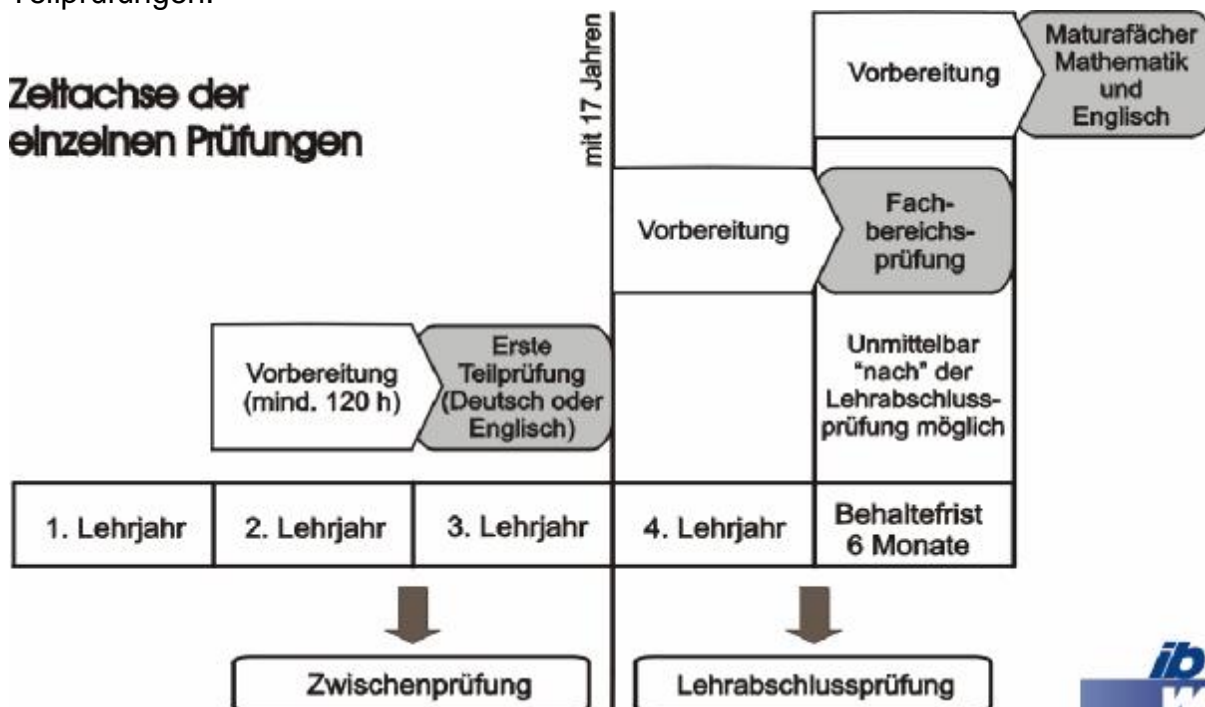 Teilprüfungen.
Zeitachse der
einzelnen Prüfungen
mit 17 Jahren
Vorbereitung
Maturafächer
Mathematik
und
Englisch
Vorbereitung
Fach-
bereichs-
prüfung
Vorbereitung
(mind. 120 h)
Erste
Teilprüfung
(Deutsch oder
Englisch)
Unmittelbar
"nach" der
Lehrabschluss-
prüfung möglich
1. Lehrjahr
2. Lehrjahr
3. Lehrjahr
4. Lehrjahr
Behaltefrist
6 Monate
Zwischenprüfung
Lehrabschlussprüfung
ib